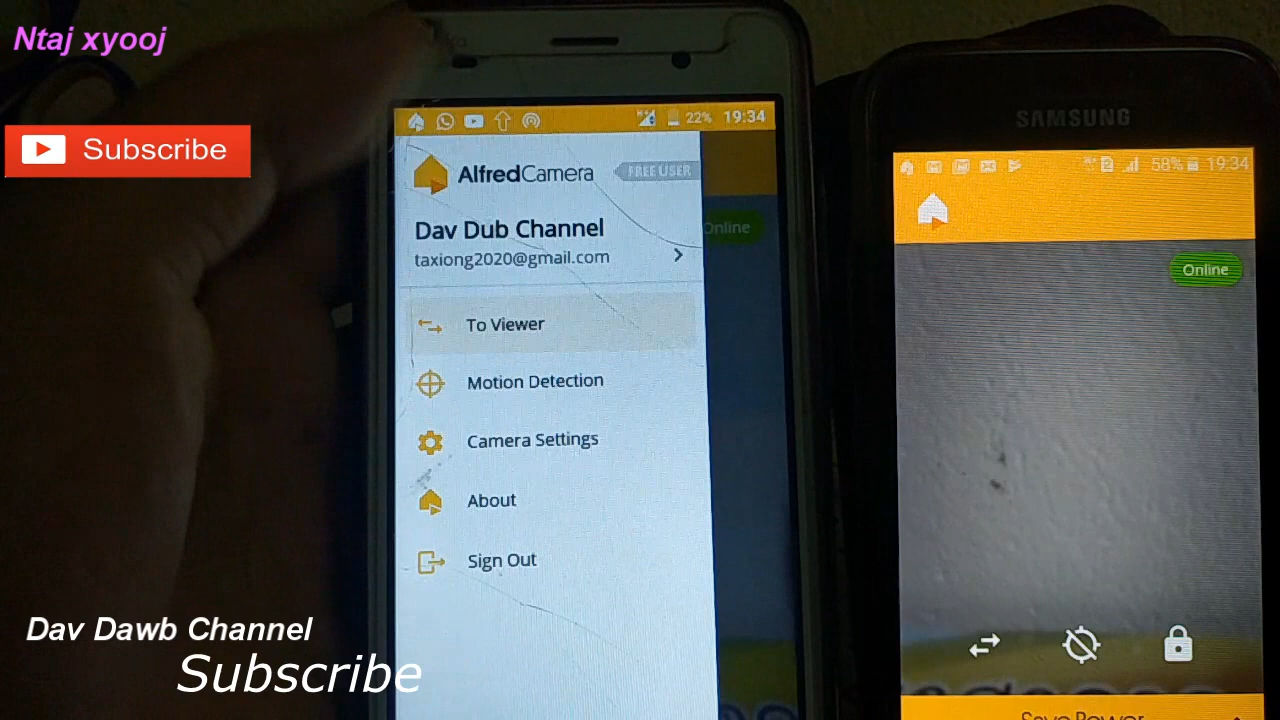 Ntaj xyooj
Subscribe
22% 19:34
AlfredCamera FREE USER
Dav Dub Channel
taxiong2020@gmail.com
Online
To Viewer
Motion Detection
Camera Settings
About
Sign Out
SAMSUNG
58% 19:34
Online
Save Power
Dav Dawb Channel
Subscribe